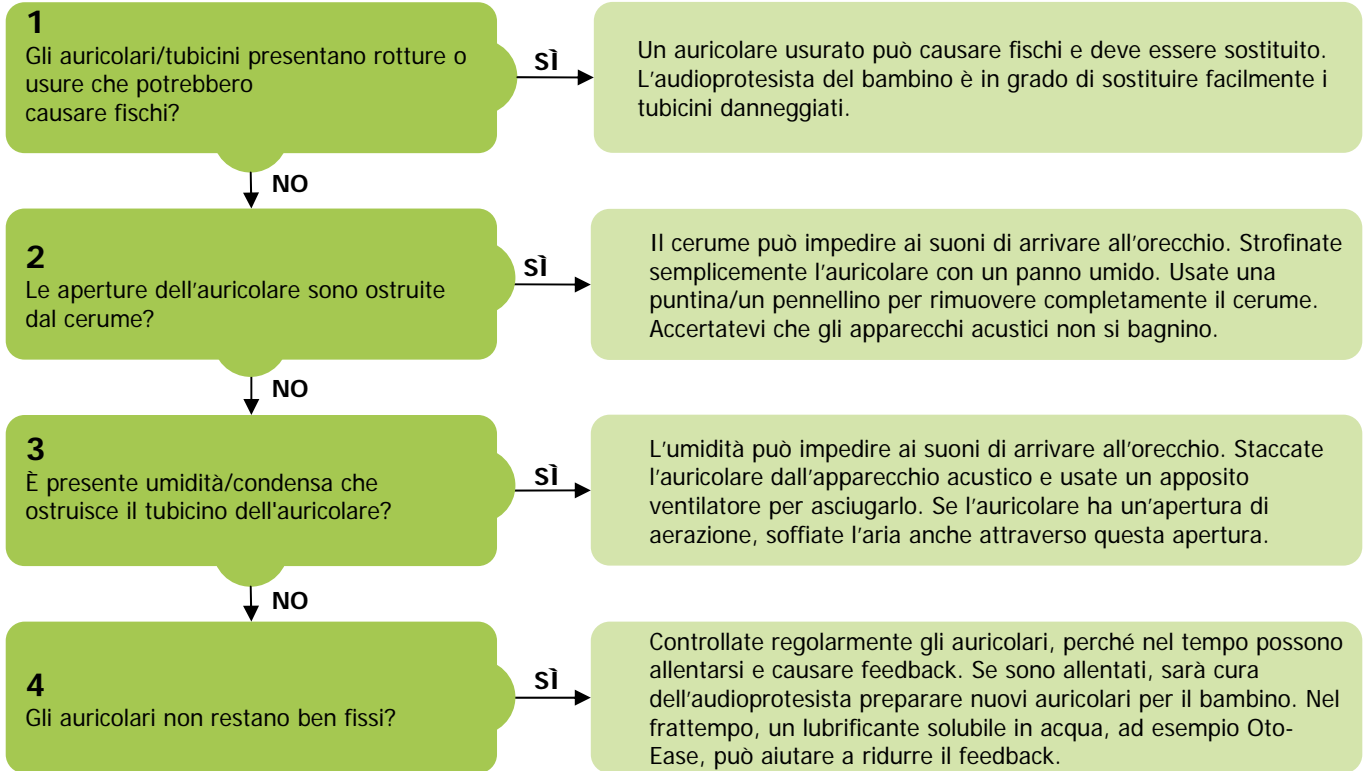 1
Gli auricolari/tubicini presentano rotture o
usure che potrebbero
causare fischi?
SÌ
Un auricolare usurato può causare fischi e deve essere sostituito.
L'audioprotesista del bambino è in grado di sostituire facilmente i
tubicini danneggiati.
NO
2
Le aperture dell'auricolare sono ostruite
dal cerume?
SÌ
Il cerume può impedire ai suoni di arrivare all'orecchio. Strofinate
semplicemente l'auricolare con un panno umido. Usate una
puntina/un pennellino per rimuovere completamente il cerume.
Accertatevi che gli apparecchi acustici non si bagnino.
NO
3
È presente umidità/condensa che
ostruisce il tubicino dell'auricolare?
SÌ
L'umidità può impedire ai suoni di arrivare all'orecchio. Staccate
l'auricolare dall'apparecchio acustico e usate un apposito
ventilatore per asciugarlo. Se l'auricolare ha un'apertura di
aerazione, soffiate l'aria anche attraverso questa apertura.
NO
4
Gli auricolari non restano ben fissi?
SÌ
Controllate regolarmente gli auricolari, perché nel tempo possono
allentarsi e causare feedback. Se sono allentati, sarà cura
dell'audioprotesista preparare nuovi auricolari per il bambino. Nel
frattempo, un lubrificante solubile in acqua, ad esempio Oto-
Ease, può aiutare a ridurre il feedback.